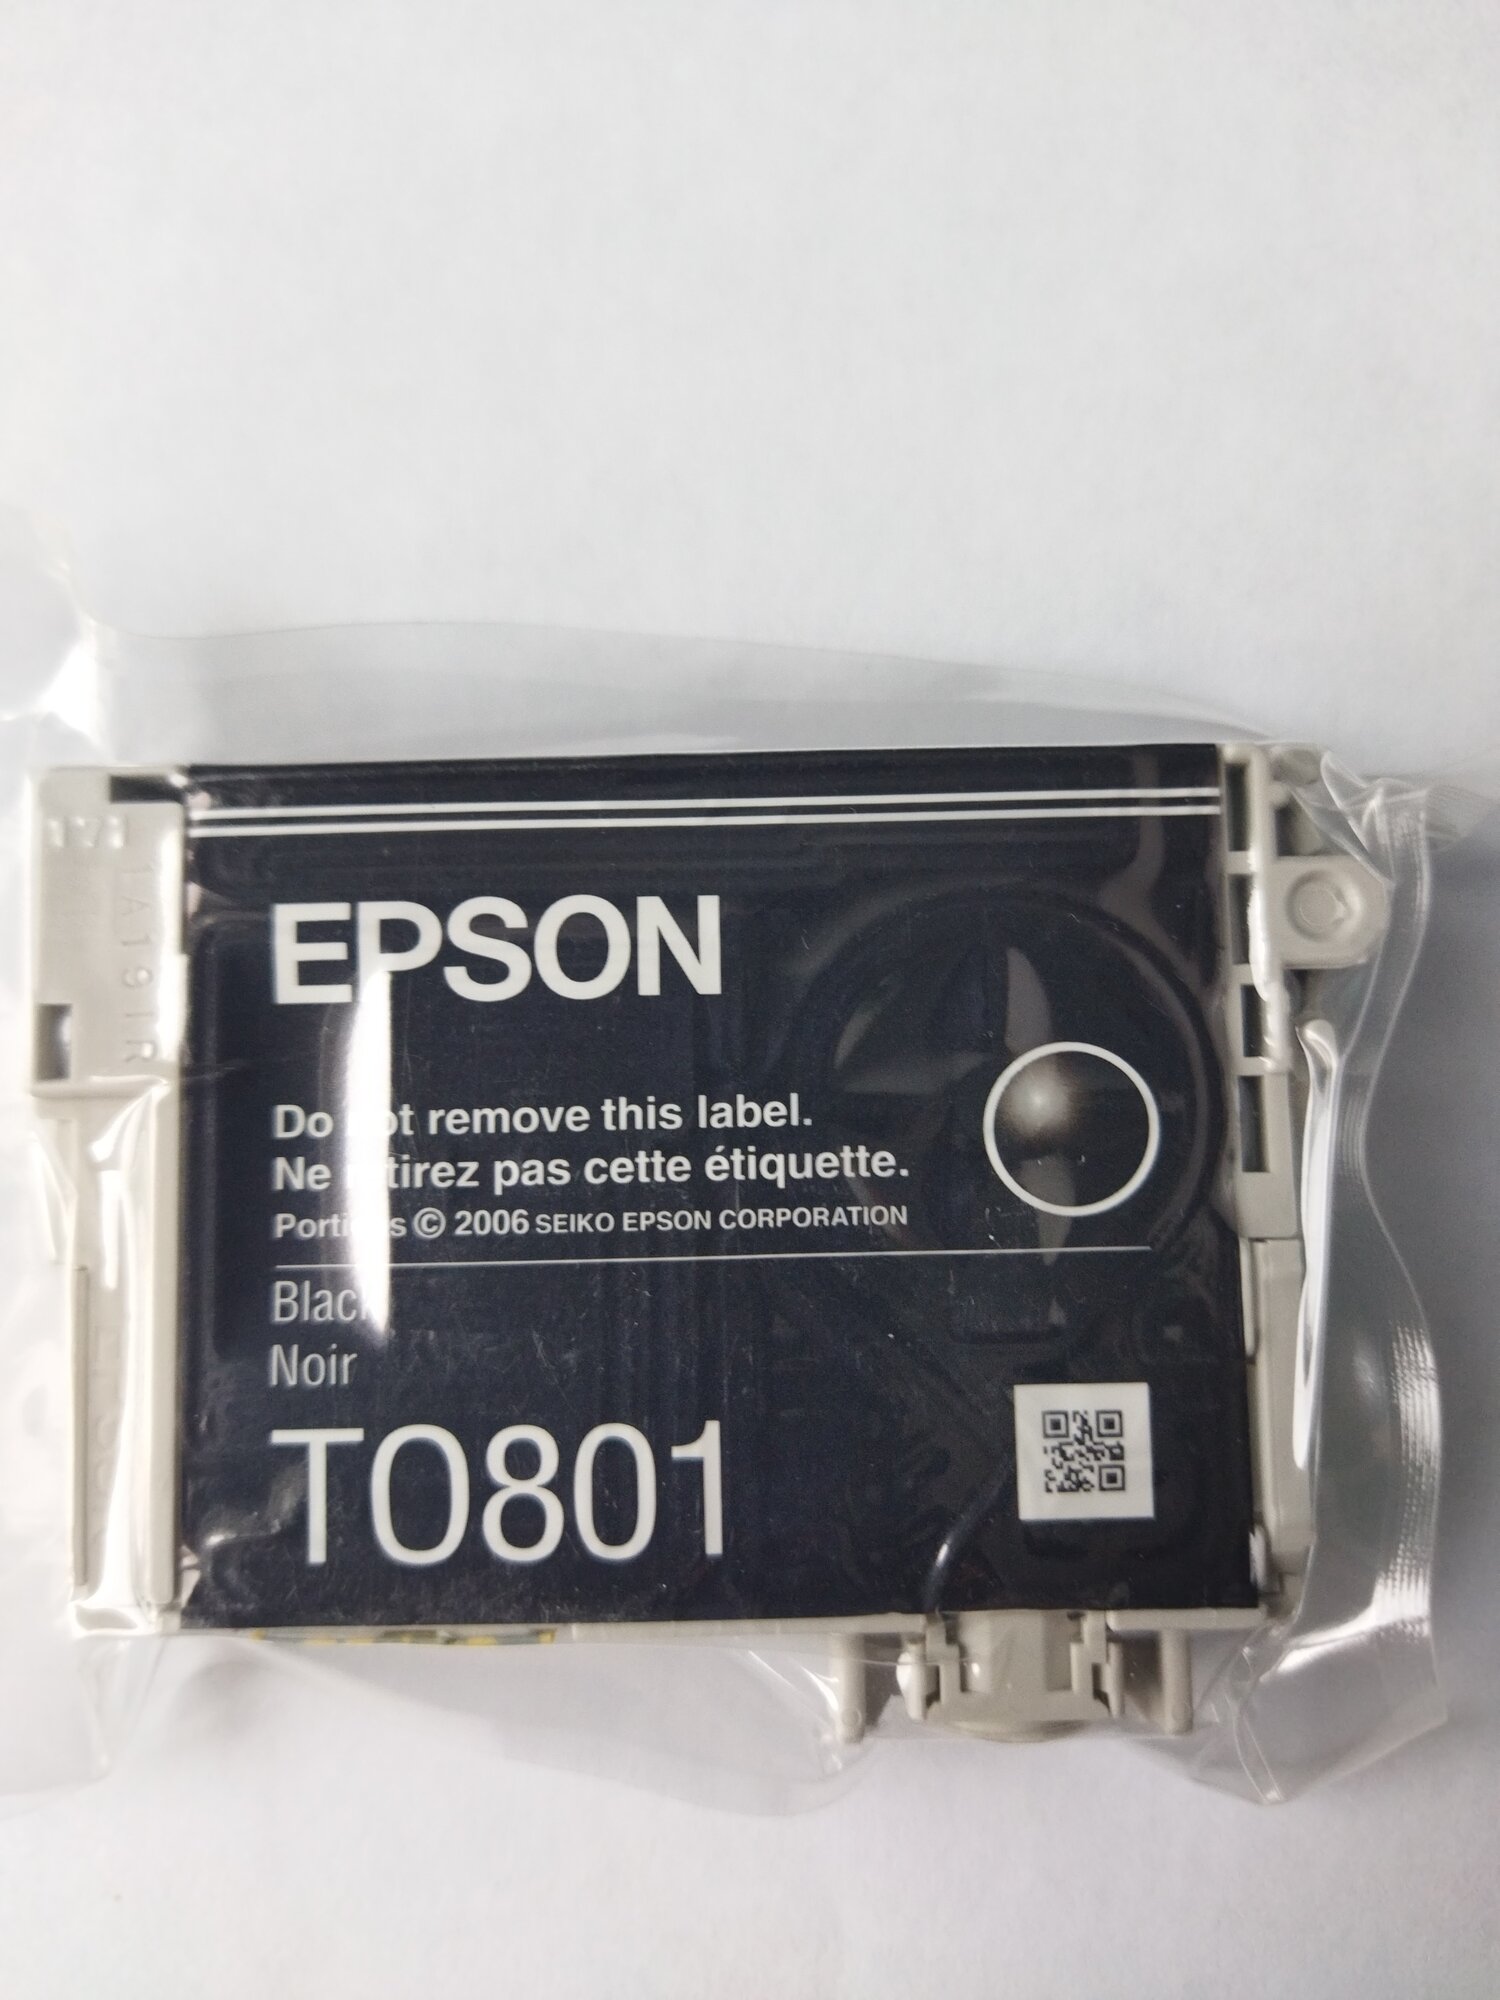 EPSON
Do not remove this label.
Ne retirez pas cette étiquette.
Portions © 2006 SEIKO EPSON CORPORATION
Black
Noir
T0801
1A191R